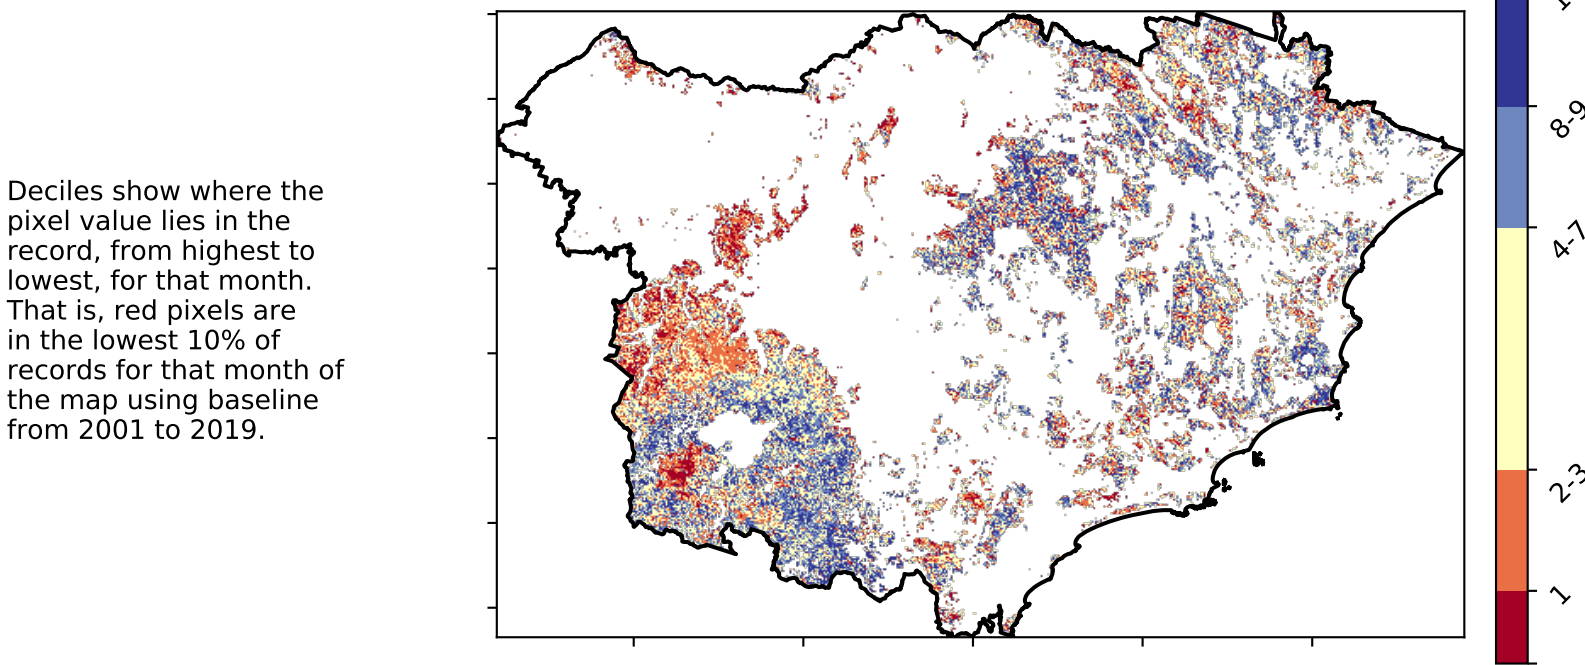 Deciles show where the
pixel value lies in the
record, from highest to
lowest, for that month.
That is, red pixels are
in the lowest 10% of
records for that month of
the map using baseline
from 2001 to 2019.
8-9
4-7
2-3
1